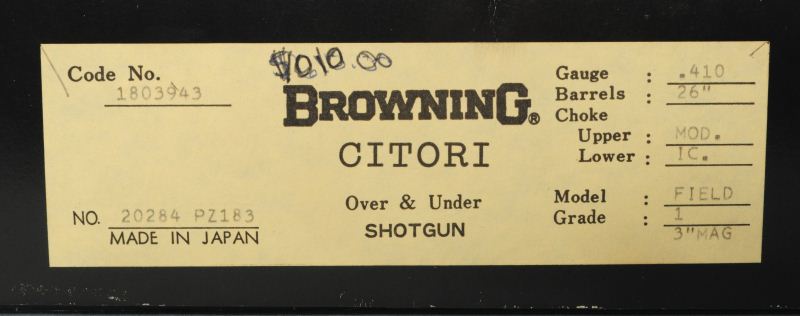 Code No. 1803943
$1010.00
BROWNING®
CITORI
Over & Under
SHOTGUN
NO. 20284 PZ183
MADE IN JAPAN
Gauge : .410
Barrels : 26"
Choke
Upper : MOD.
Lower : IC.
Model : FIELD
Grade : 1
3"MAG